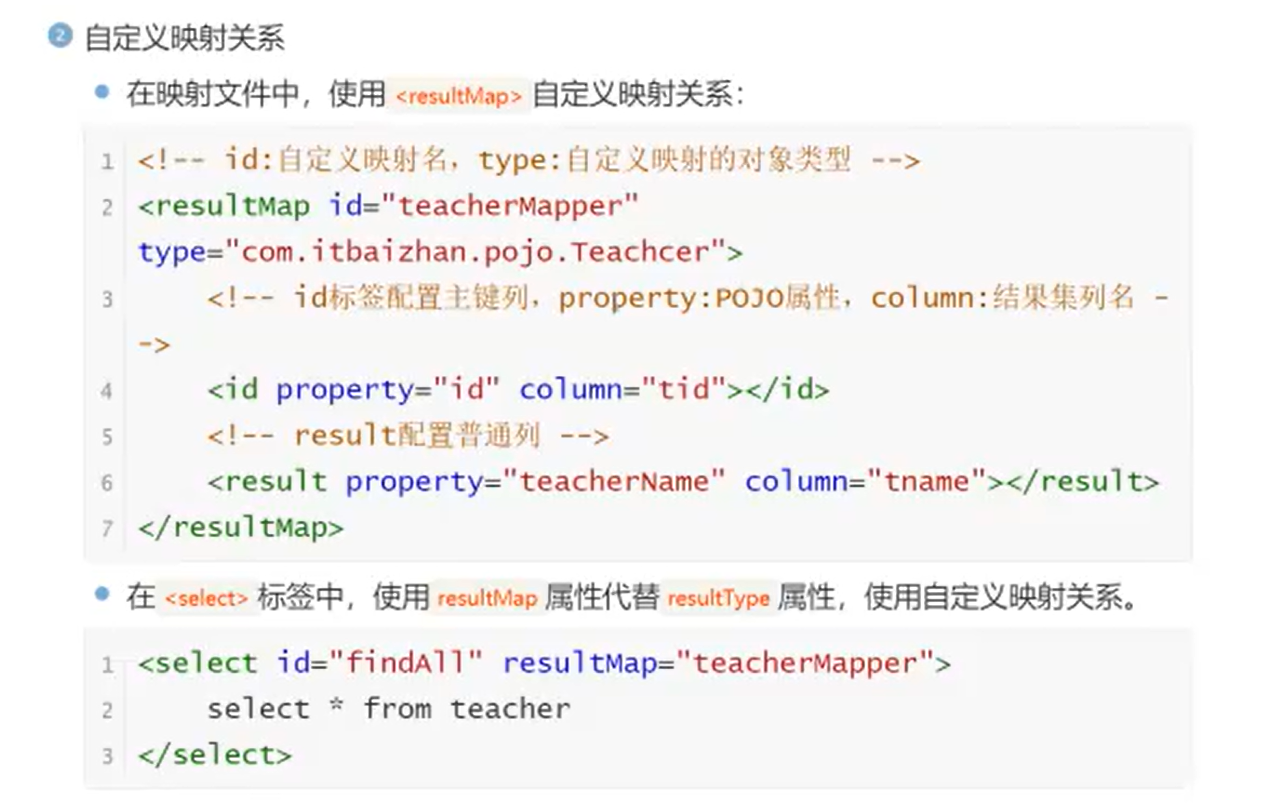 2 自定义映射关系
在映射文件中，使用 <resultMap> 自定义映射关系：
1 <!-- id:自定义映射名，type:自定义映射的对象类型 -->
2 <resultMap id="teacherMapper"
type="com.itbaizhan.pojo.Teachcer">
3 <!-- id标签配置主键列，property:POJO属性，column:结果集列名 -
->
4 <id property="id" column="tid"></id>
5 <!-- result配置普通列 -->
6 <result property="teacherName" column="tname"></result>
7 </resultMap>
在 <select> 标签中，使用 resultMap 属性代替 resultType 属性，使用自定义映射关系。
1 <select id="findAll" resultMap="teacherMapper">
2 select * from teacher
3 </select>